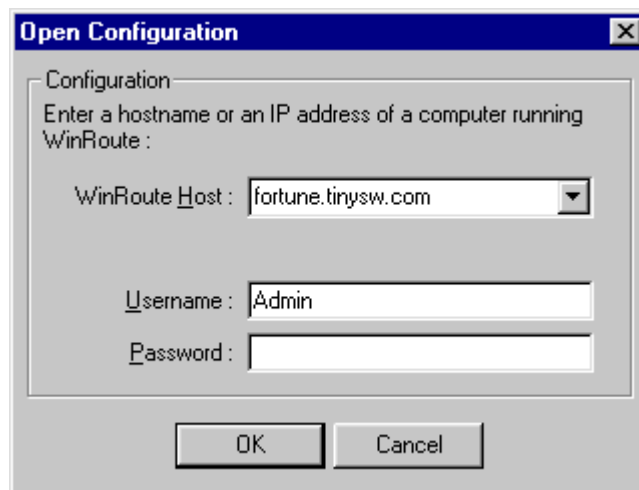 Open Configuration
Configuration
Enter a hostname or an IP address of a computer running
WinRoute :
WinRoute Host : fortune.tinysw.com
Username : Admin
Password :
OK Cancel